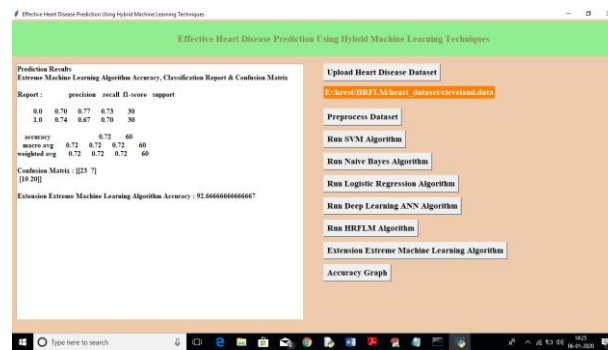 Effective Heart Disease Prediction Using Hybrid Machine Learning Techniques
Effective Heart Disease Prediction Using Hybrid Machine Learning Techniques
Prediction Results
Extreme Machine Learning Algorithm Accuracy, Classification Report & Confusion Matrix
Report : precision recall f1-score support
0.0 0.70 0.77 0.73 30
1.0 0.74 0.67 0.70 30
accuracy 0.72 60
macro avg 0.72 0.72 0.72 60
weighted avg 0.72 0.72 0.72 60
Confusion Matrix : [[23 7]
[10 20]]
Extension Extreme Machine Learning Algorithm Accuracy : 92.66666666666667
Upload Heart Disease Dataset
E:/krest/HRFLM/heart_dataset/cleveland.data
Preprocess Dataset
Run SVM Algorithm
Run Naive Bayes Algorithm
Run Logistic Regression Algorithm
Run Deep Learning ANN Algorithm
Run HRFLM Algorithm
Extension Extreme Machine Learning Algorithm
Accuracy Graph
Type here to search
14:25
06-01-2020